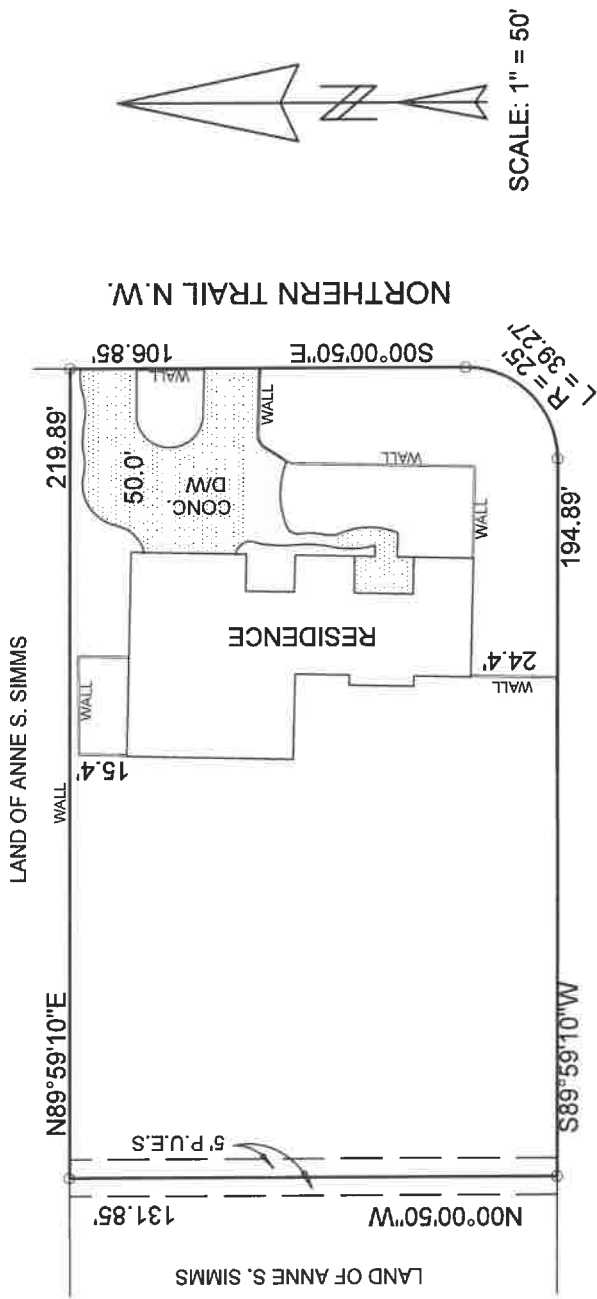 LAND OF ANNE S. SIMMS
N89°59'10"E
WALL
219.89'
NORTHERN TRAIL N.W.
SCALE: 1" = 50'
N
LAND OF ANNE S. SIMMS
131.85'
N00°00'50"W
5' P.U.E.S
15.4'
WALL
RESIDENCE
50.0'
CONC.
D/W
WALL
106.85'
S00°00'50"E
WALL
WALL
WALL
24.4'
WALL
R = 25'
L = 39.27'
S89°59'10"W
194.89'